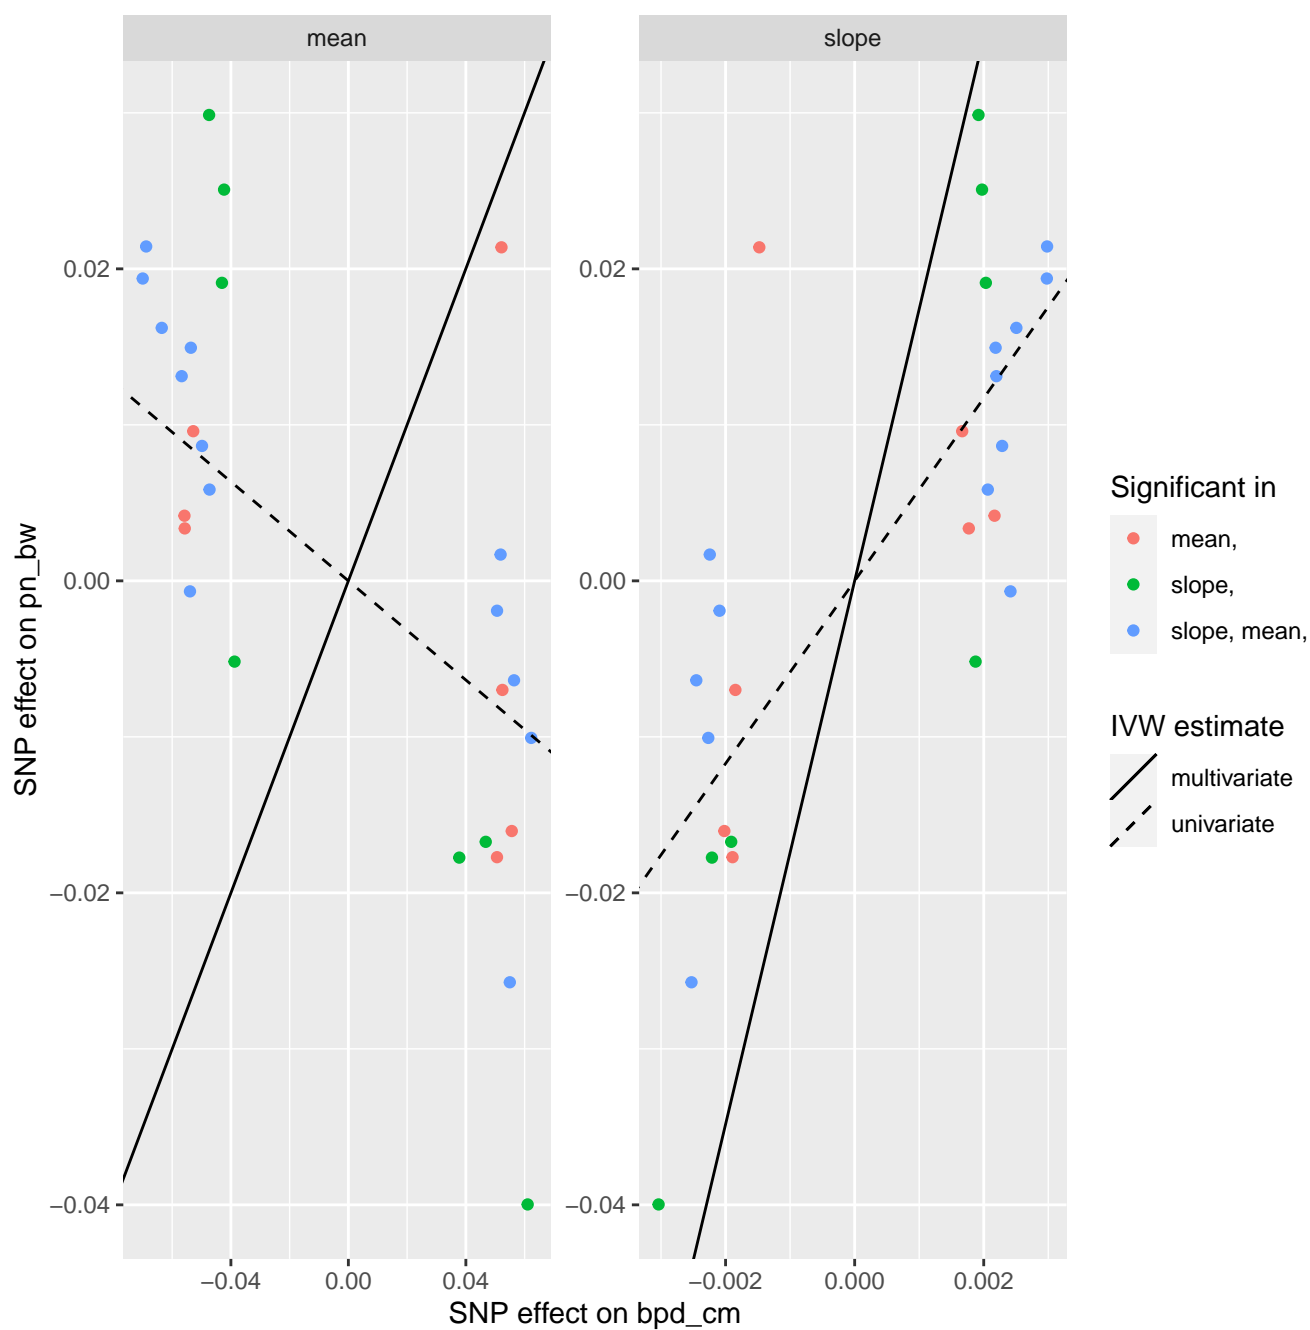 mean
slope
0.02
0.00
−0.02
−0.04
0.02
0.00
−0.02
−0.04
−0.04
0.00
0.04
−0.002
0.000
0.002
SNP effect on bpd_cm
SNP effect on pn_bw
Significant in
mean,
slope,
slope, mean,
IVW estimate
multivariate
univariate